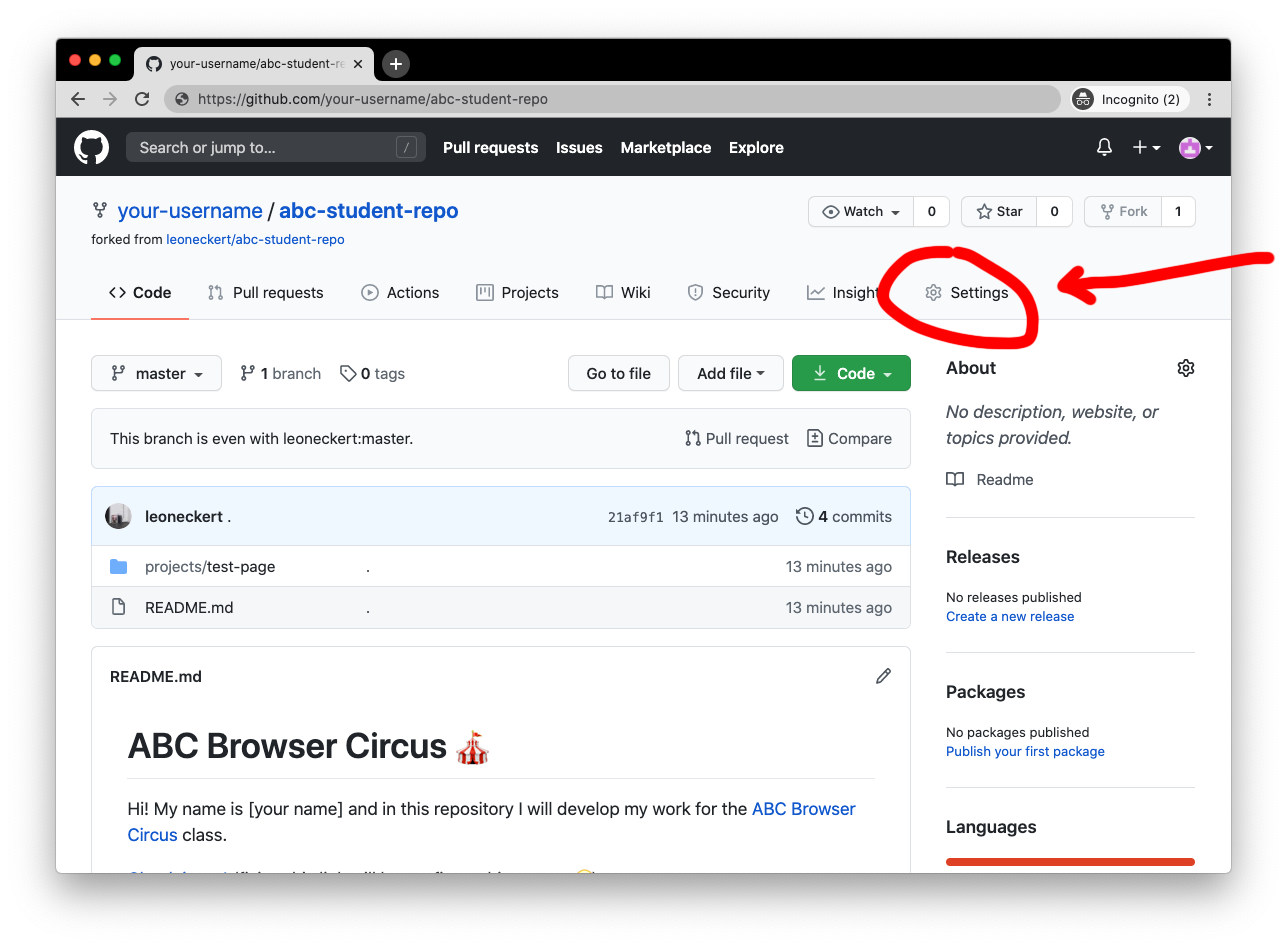 your-username/abc-student-re
https://github.com/your-username/abc-student-repo
Incognito (2)
Search or jump to... /
Pull requests Issues Marketplace Explore
your-username / abc-student-repo
Watch 0 Star 0 Fork 1
forked from leoneckert/abc-student-repo
Code Pull requests Actions Projects Wiki Security Insight Settings
master 1 branch 0 tags Go to file Add file Code
This branch is even with leoneckert:master. Pull request Compare
leoneckert . 21af9f1 13 minutes ago 4 commits
projects/test-page . 13 minutes ago
README.md . 13 minutes ago
README.md
ABC Browser Circus
Hi! My name is [your name] and in this repository I will develop my work for the ABC Browser
Circus class.
About
No description, website, or
topics provided.
Readme
Releases
No releases published
Create a new release
Packages
No packages published
Publish your first package
Languages